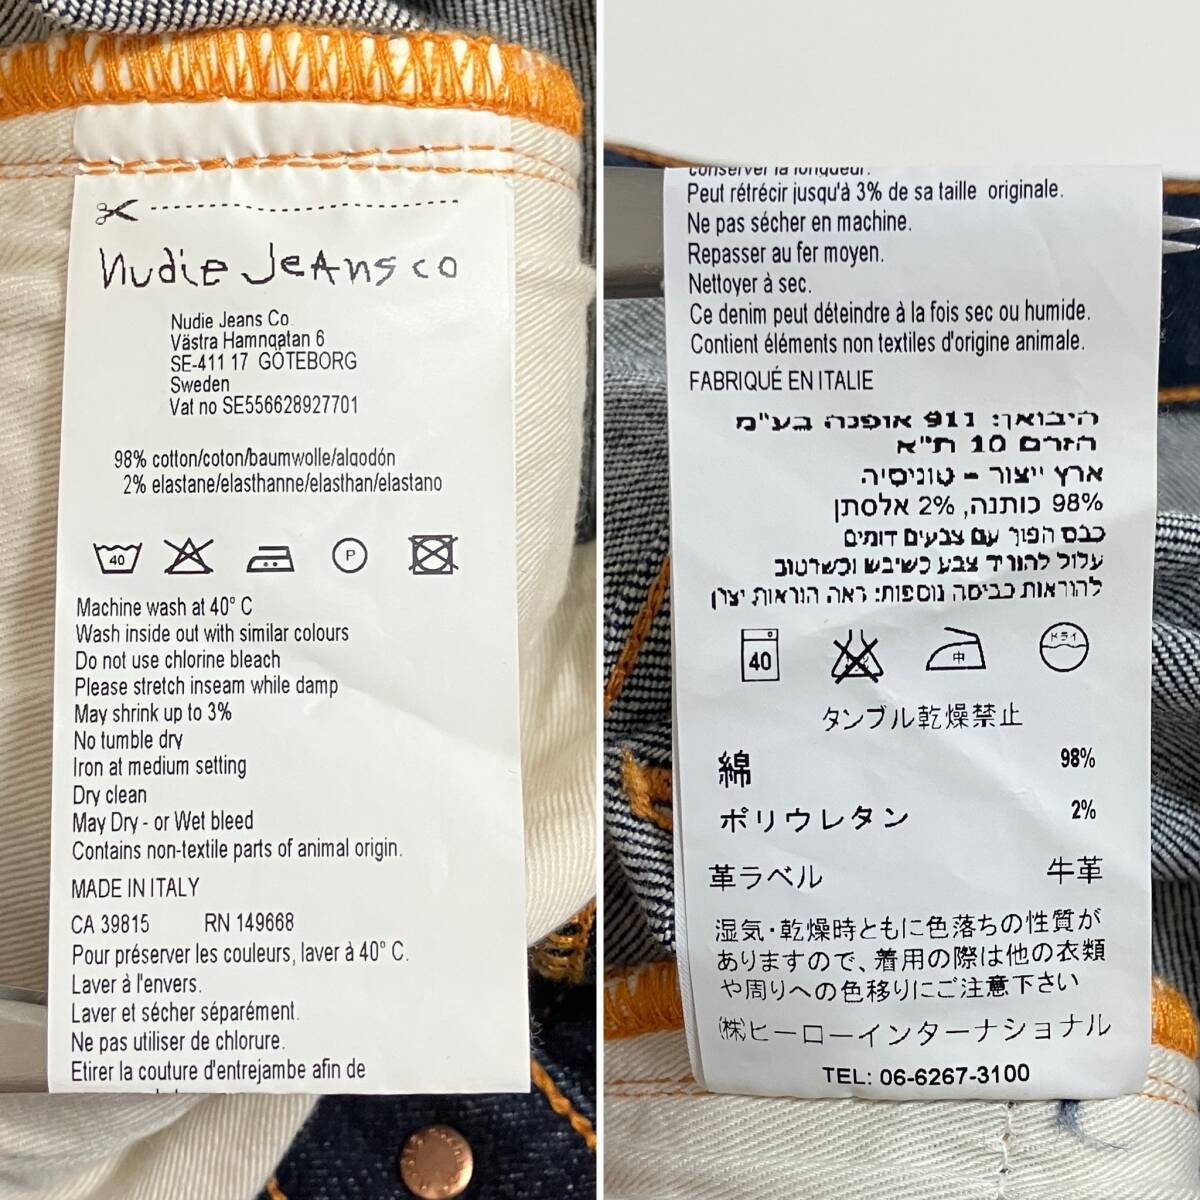 Nudie Jeans co
Nudie Jeans Co.
Västra Hamngatan 6
SE-411 17 GÖTEBORG
Sweden
Vat no SE556628927701
98% cotton/coton/baumwolle/algodón
2% elastane/elasthanne/elasthan/elastano
40 P
Machine wash at 40° C
Wash inside out with similar colours
Do not use chlorine bleach
Please stretch inseam while damp
May shrink up to 3%
No tumble dry
Iron at medium setting
Dry clean
May Dry - or Wet bleed
Contains non-textile parts of animal origin.
MADE IN ITALY
CA 39815 RN 149668
Pour préserver les couleurs, laver à 40° C.
Laver à l'envers.
Laver et sécher séparément.
Ne pas utiliser de chlorure.
Etirer la couture d'entrejambe afin de
conserver la longueur.
Peut rétrécir jusqu'à 3% de sa taille originale.
Ne pas sécher en machine.
Repasser au fer moyen.
Nettoyer à sec.
Ce denim peut déteindre à la fois sec ou humide.
Contient éléments non textiles d'origine animale.
FABRIQUÉ EN ITALIE
היבואן: 911 אופנה בע"מ
הזרם 10 ת"א
ארץ ייצור - טוניסיה
98% כותנה, 2% אלסתן
כבס הפוך עם צבעים דומים
עלול להוריד צבע כשיבש וכשרטוב
להוראות כביסה נוספות: ראה הוראות יצרן
40 中 ドライ
タンブル乾燥禁止
綿 98%
ポリウレタン 2%
革ラベル 牛革
湿気・乾燥時ともに色落ちの性質が
ありますので、着用の際は他の衣類
や周りへの色移りにご注意下さい
㈱ヒーローインターナショナル
TEL: 06-6267-3100